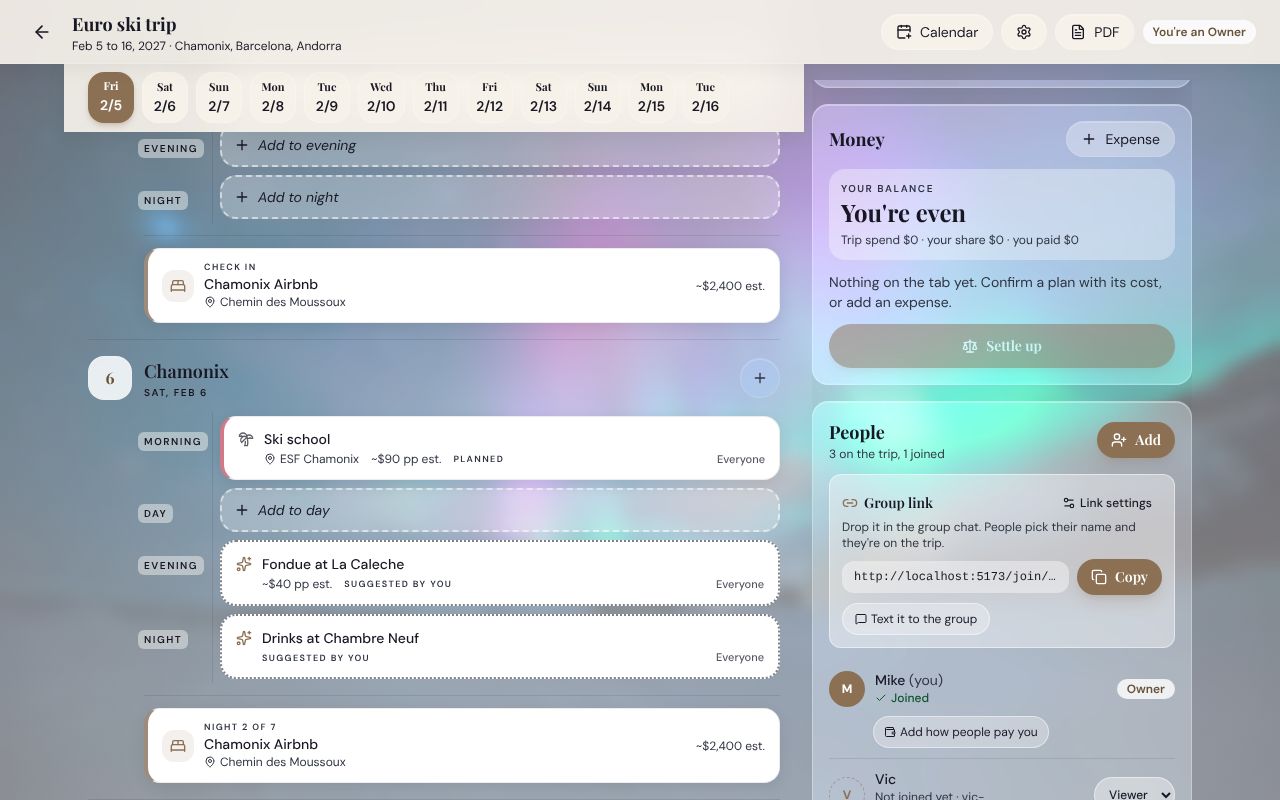 Euro ski trip
Feb 5 to 16, 2027 · Chamonix, Barcelona, Andorra
Calendar
PDF
You're an Owner
Fri 2/5
Sat 2/6
Sun 2/7
Mon 2/8
Tue 2/9
Wed 2/10
Thu 2/11
Fri 2/12
Sat 2/13
Sun 2/14
Mon 2/15
Tue 2/16
EVENING
Add to evening
NIGHT
Add to night
CHECK IN
Chamonix Airbnb
Chemin des Moussoux
~$2,400 est.
6
Chamonix
SAT, FEB 6
MORNING
Ski school
ESF Chamonix ~$90 pp est. PLANNED
Everyone
DAY
Add to day
EVENING
Fondue at La Caleche
~$40 pp est. SUGGESTED BY YOU
Everyone
NIGHT
Drinks at Chambre Neuf
SUGGESTED BY YOU
Everyone
NIGHT 2 OF 7
Chamonix Airbnb
Chemin des Moussoux
~$2,400 est.
Money
Expense
YOUR BALANCE
You're even
Trip spend $0 · your share $0 · you paid $0
Nothing on the tab yet. Confirm a plan with its cost,
or add an expense.
Settle up
People
3 on the trip, 1 joined
Add
Group link
Link settings
Drop it in the group chat. People pick their name and
they're on the trip.
http://localhost:5173/join/…
Copy
Text it to the group
M
Mike (you)
Joined
Owner
Add how people pay you
V
Vic
Not joined yet · vic-
Viewer